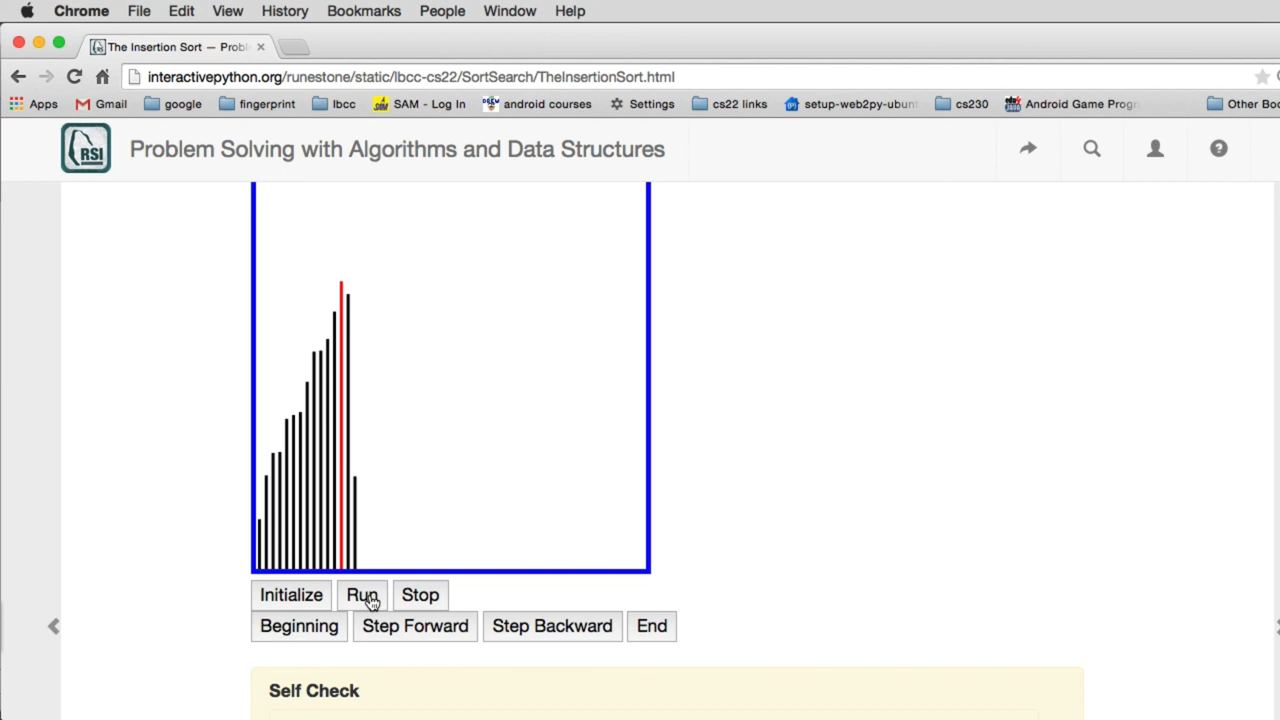 Chrome File Edit View History Bookmarks People Window Help
The Insertion Sort — Probl
interactivepython.org/runestone/static/lbcc-cs22/SortSearch/TheInsertionSort.html
Apps Gmail google fingerprint lbcc SAM - Log In android courses Settings cs22 links setup-web2py-ubunt cs230 Android Game Progr Other Boo
RSI Problem Solving with Algorithms and Data Structures
Initialize Run Stop
Beginning Step Forward Step Backward End
Self Check